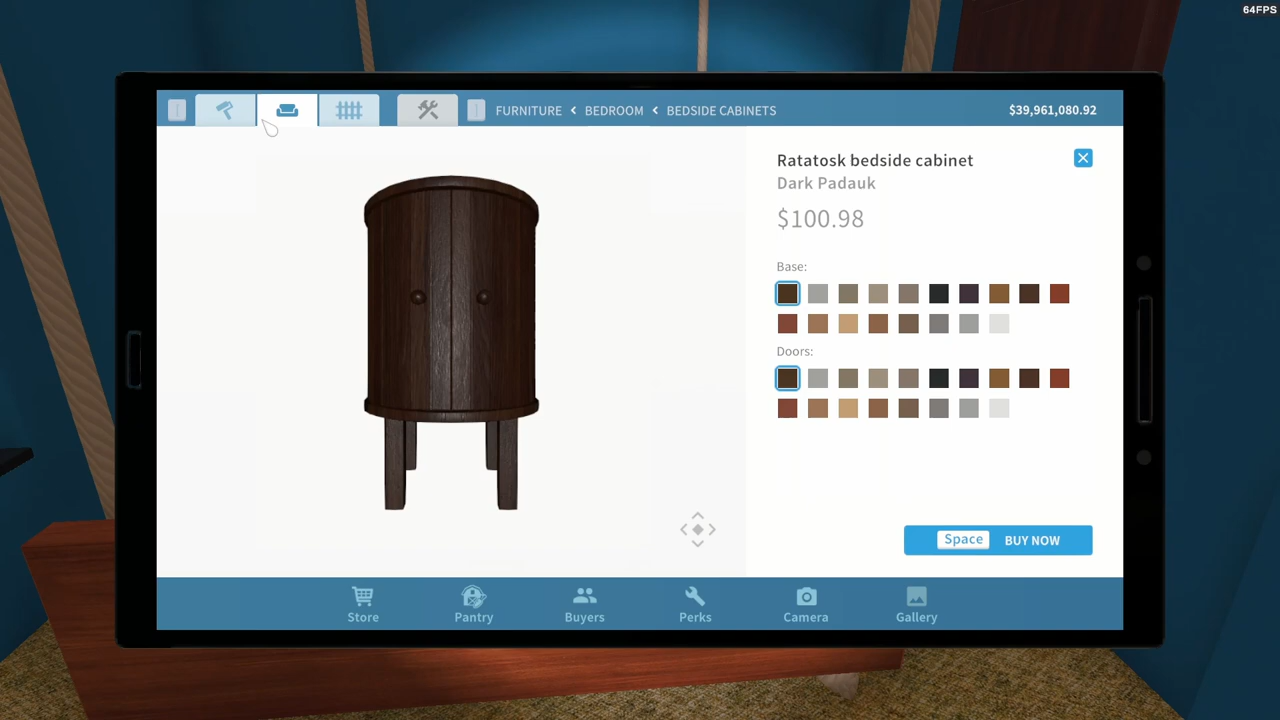 64FPS
FURNITURE < BEDROOM < BEDSIDE CABINETS
$39,961,080.92
Ratatosk bedside cabinet
Dark Padauk
$100.98
Base:
Doors:
Space BUY NOW
Store Pantry Buyers Perks Camera Gallery